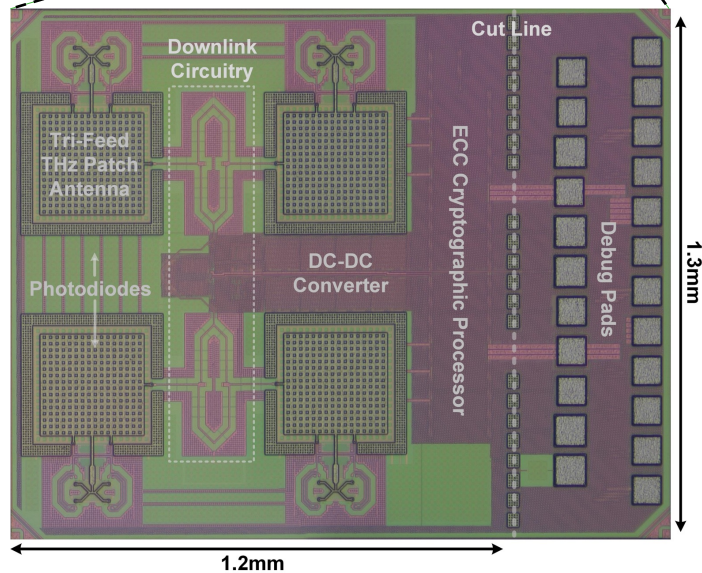 Cut Line
Downlink
Circuitry
Tri-Feed
THz Patch
Antenna
ECC Cryptographic Processor
Debug Pads
1.3mm
DC-DC
Converter
Photodiodes
1.2mm